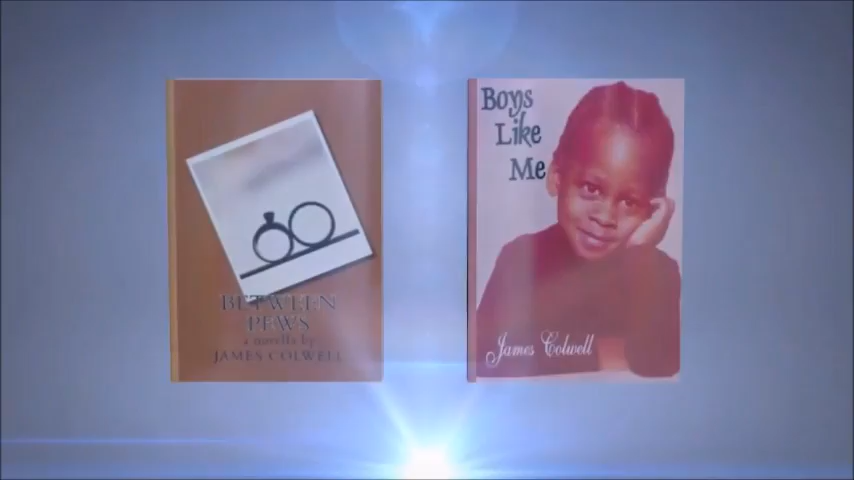 BETWEEN
PEWS
a novella by
JAMES COLWELL
Boys
Like
Me
James Colwell